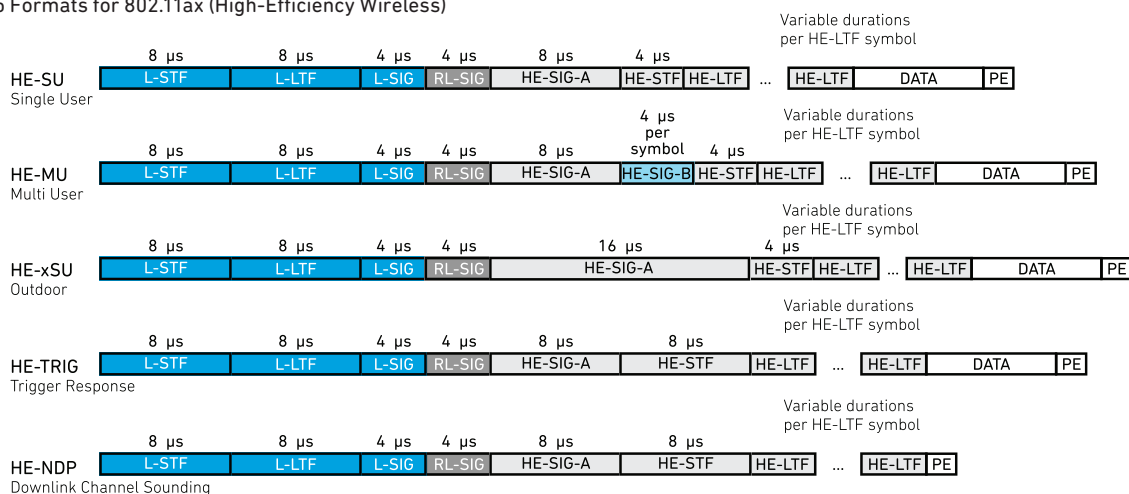 Formats for 802.11ax (High-Efficiency Wireless)
Variable durations
per HE-LTF symbol
8 µs 8 µs 4 µs 4 µs 8 µs 4 µs
HE-SU L-STF L-LTF L-SIG RL-SIG HE-SIG-A HE-STF HE-LTF ... HE-LTF DATA PE
Single User
4 µs
per
symbol
Variable durations
per HE-LTF symbol
8 µs 8 µs 4 µs 4 µs 8 µs 4 µs
HE-MU L-STF L-LTF L-SIG RL-SIG HE-SIG-A HE-SIG-B HE-STF HE-LTF ... HE-LTF DATA PE
Multi User
Variable durations
per HE-LTF symbol
8 µs 8 µs 4 µs 4 µs 16 µs 4 µs
HE-xSU L-STF L-LTF L-SIG RL-SIG HE-SIG-A HE-STF HE-LTF ... HE-LTF DATA PE
Outdoor
Variable durations
per HE-LTF symbol
8 µs 8 µs 4 µs 4 µs 8 µs 8 µs
HE-TRIG L-STF L-LTF L-SIG RL-SIG HE-SIG-A HE-STF HE-LTF ... HE-LTF DATA PE
Trigger Response
Variable durations
per HE-LTF symbol
8 µs 8 µs 4 µs 4 µs 8 µs 8 µs
HE-NDP L-STF L-LTF L-SIG RL-SIG HE-SIG-A HE-STF HE-LTF ... HE-LTF PE
Downlink Channel Sounding